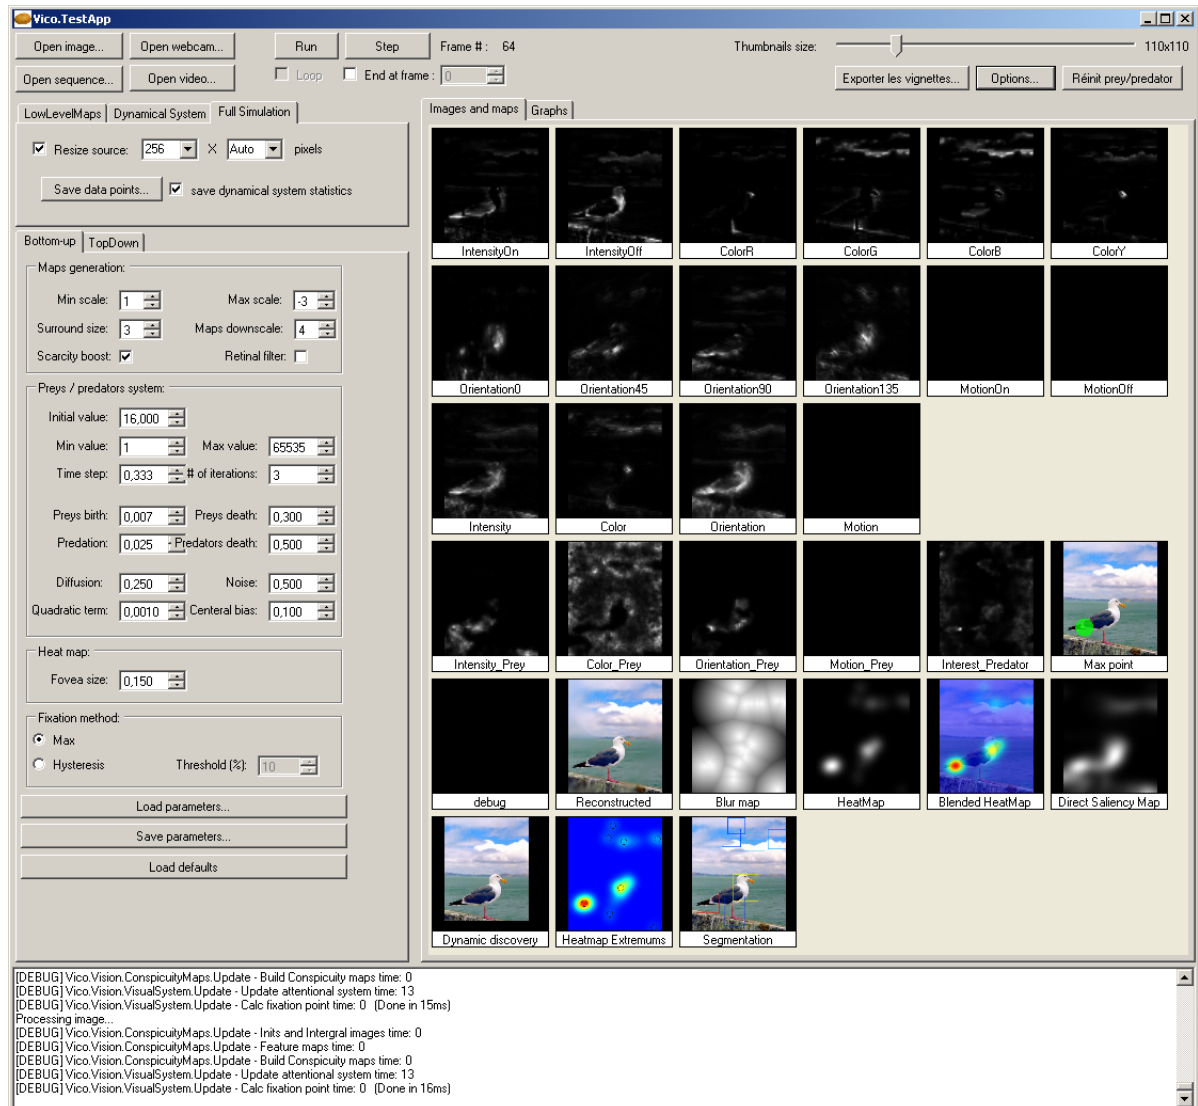 Vico.TestApp
Open image... Open webcam... Run Step Frame # : 64 Thumbnails size: 110x110
Open sequence... Open video... Loop End at frame : 0 Exporter les vignettes... Options... Réinit prey/predator
LowLevelMaps Dynamical System Full Simulation
Resize source: 256 X Auto pixels
Save data points... save dynamical system statistics
Bottom-up TopDown
Maps generation:
Min scale: 1 Max scale: -3
Surround size: 3 Maps downscale: 4
Scarcity boost: Retinal filter:
Preys / predators system:
Initial value: 16,000
Min value: 1 Max value: 65535
Time step: 0,333 # of iterations: 3
Preys birth: 0,007 Preys death: 0,300
Predation: 0,025 Predators death: 0,500
Diffusion: 0,250 Noise: 0,500
Quadratic term: 0,0010 Centeral bias: 0,100
Heat map:
Fovea size: 0,150
Fixation method:
Max
Hysteresis Threshold (%): 10
Load parameters...
Save parameters...
Load defaults
Images and maps Graphs
IntensityOn IntensityOff ColorR ColorG ColorB ColorY
Orientation0 Orientation45 Orientation90 Orientation135 MotionOn MotionOff
Intensity Color Orientation Motion
Intensity_Prey Color_Prey Orientation_Prey Motion_Prey Interest_Predator Max point
debug Reconstructed Blur map HeatMap Blended HeatMap Direct Saliency Map
Dynamic discovery Heatmap Extremums Segmentation
[DEBUG] Vico.Vision.ConspicuityMaps.Update - Build Conspicuity maps time: 0
[DEBUG] Vico.Vision.VisualSystem.Update - Update attentional system time: 13
[DEBUG] Vico.Vision.VisualSystem.Update - Calc fixation point time: 0 (Done in 15ms)
Processing image...
[DEBUG] Vico.Vision.ConspicuityMaps.Update - Inits and Intergral images time: 0
[DEBUG] Vico.Vision.ConspicuityMaps.Update - Feature maps time: 0
[DEBUG] Vico.Vision.ConspicuityMaps.Update - Build Conspicuity maps time: 0
[DEBUG] Vico.Vision.VisualSystem.Update - Update attentional system time: 13
[DEBUG] Vico.Vision.VisualSystem.Update - Calc fixation point time: 0 (Done in 16ms)